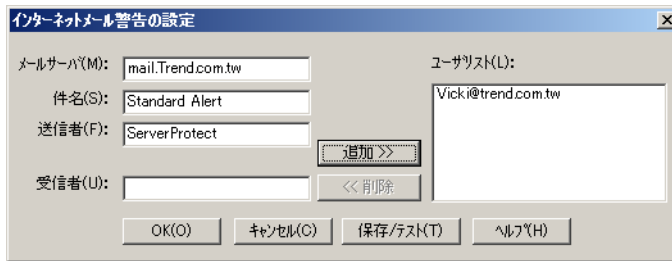 インターネットメール警告の設定
メールサーバ(M):
mail.Trend.com.tw
件名(S):
Standard Alert
送信者(F):
ServerProtect
受信者(U):
追加 >>
<< 削除
ユーザリスト(L):
Vicki@trend.com.tw
OK(O)
キャンセル(C)
保存/テスト(T)
ヘルプ(H)